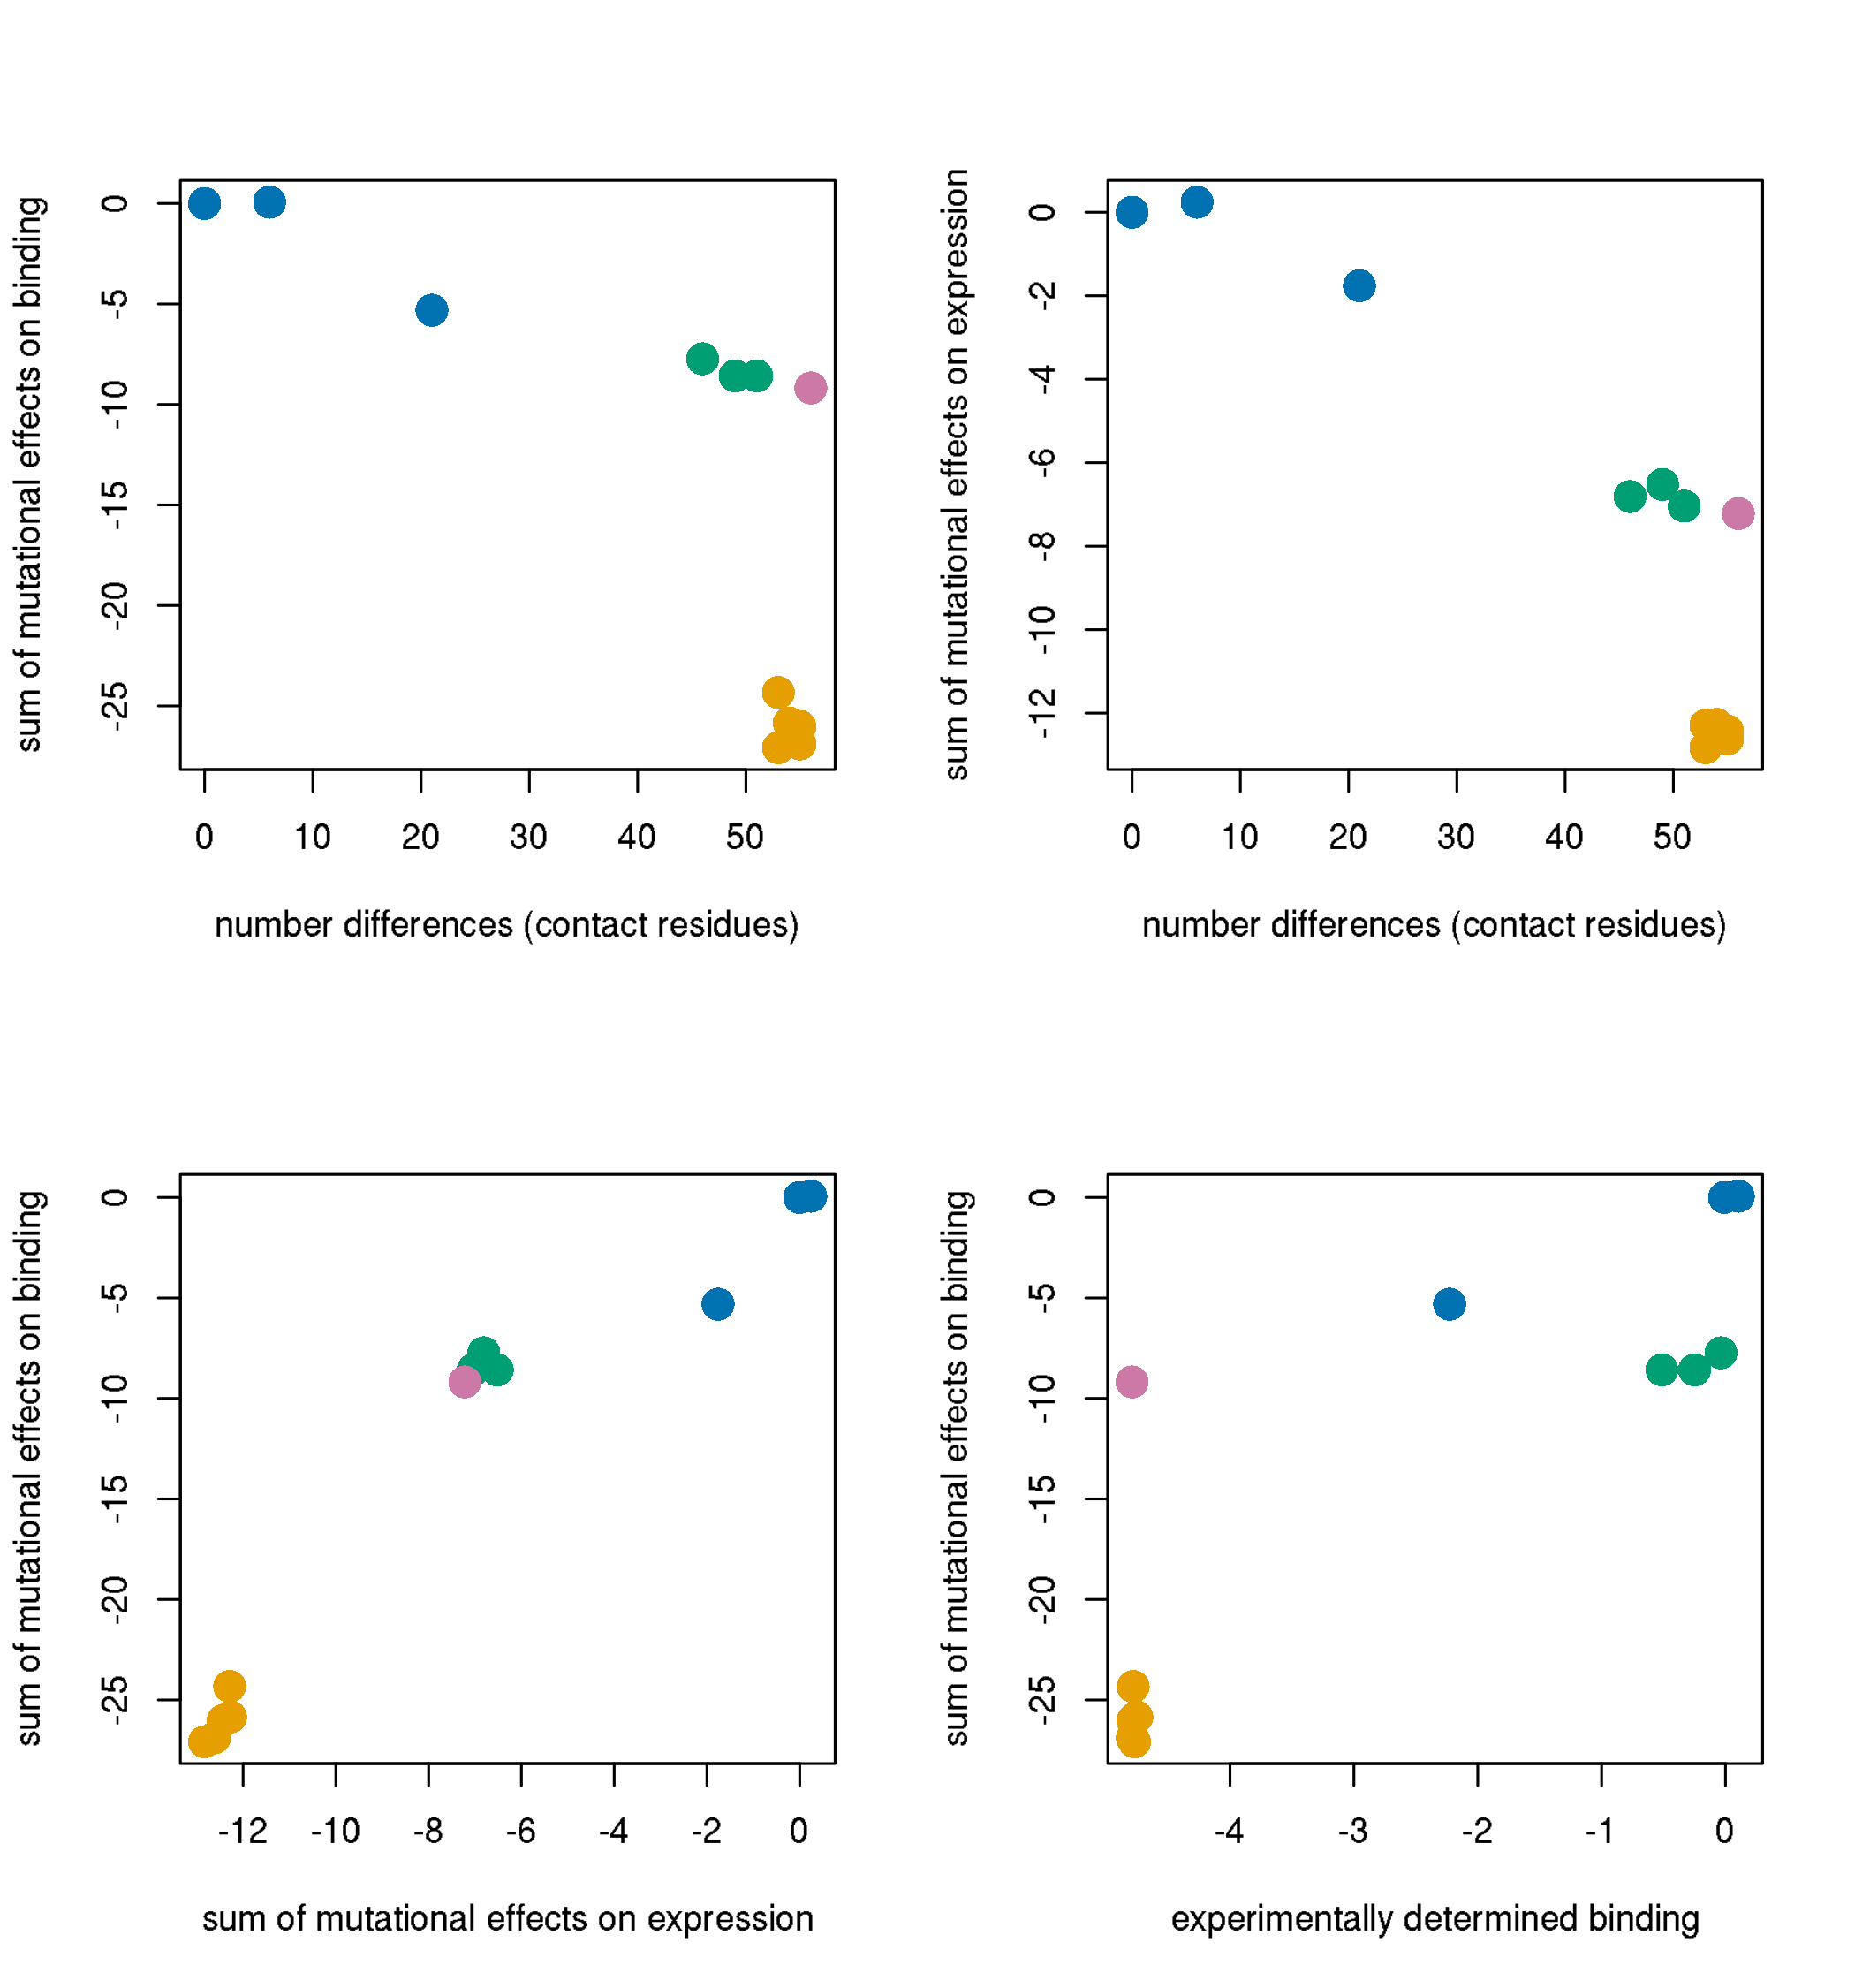 sum of mutational effects on binding
0
-5
-10
-15
-20
-25
0 10 20 30 40 50
number differences (contact residues)
sum of mutational effects on expression
0
-2
-4
-6
-8
-10
-12
0 10 20 30 40 50
number differences (contact residues)
sum of mutational effects on binding
0
-5
-10
-15
-20
-25
-12 -10 -8 -6 -4 -2 0
sum of mutational effects on expression
sum of mutational effects on binding
0
-5
-10
-15
-20
-25
-4 -3 -2 -1 0
experimentally determined binding